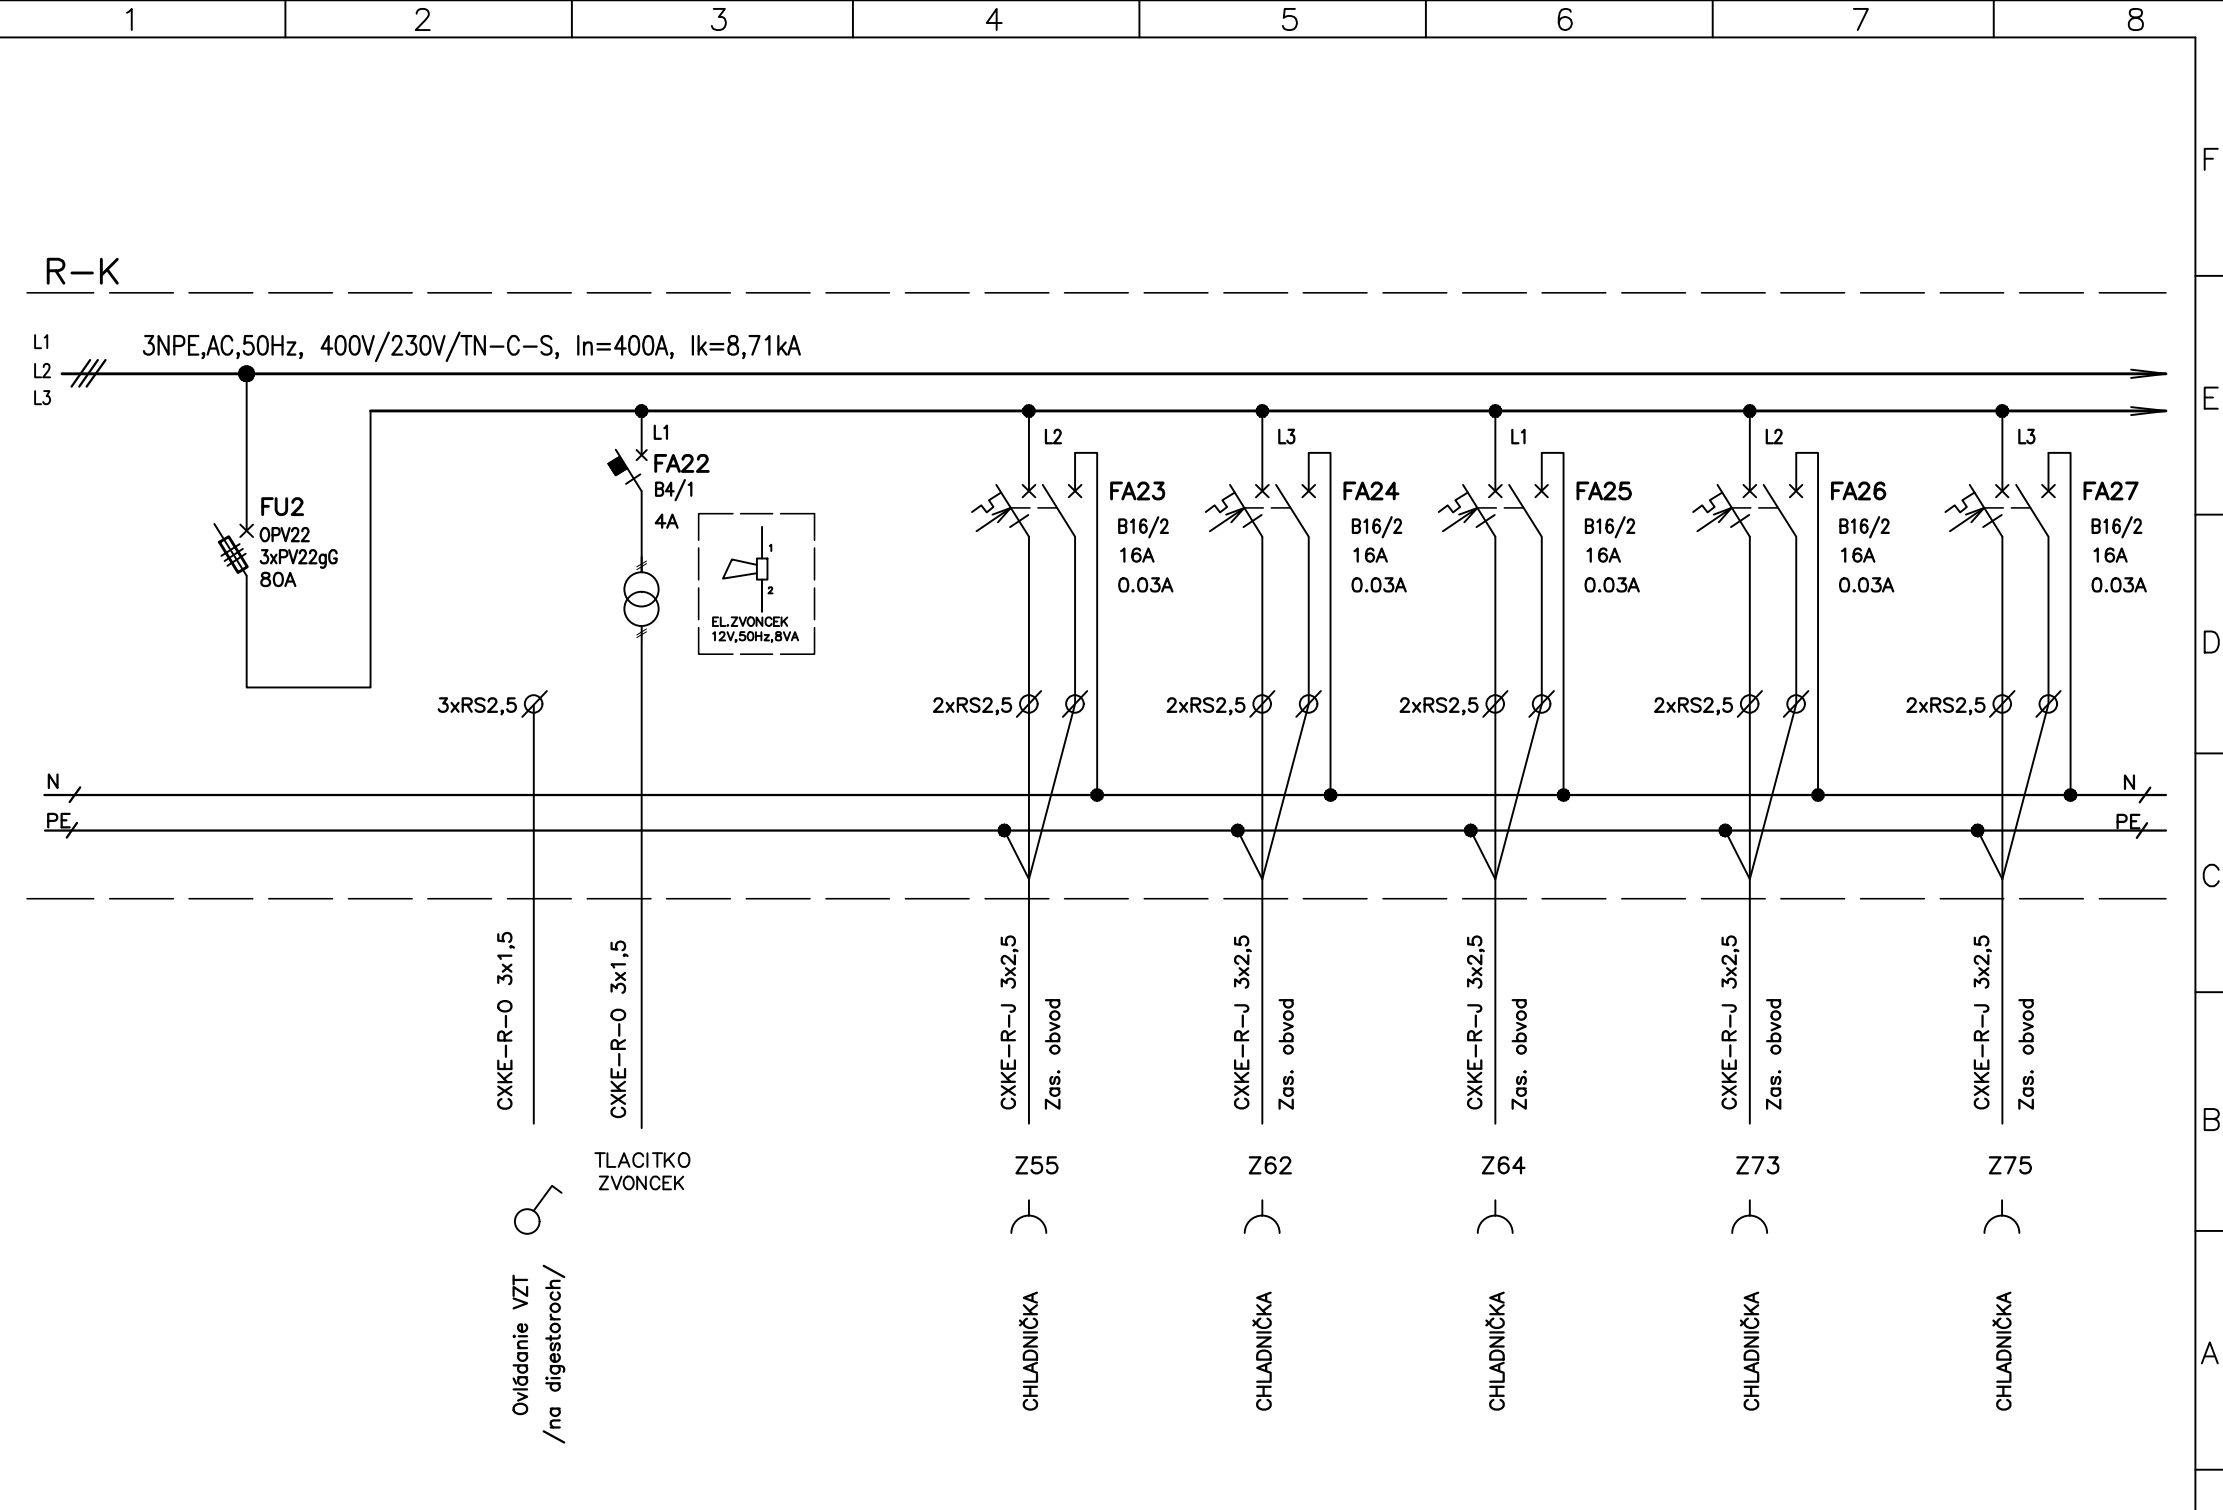 1 2 3 4 5 6 7 8
F
R-K
L1 3NPE,AC,50Hz, 400V/230V/TN-C-S, In=400A, Ik=8,71kA
L2
L3
E
L1 L2 L3 L1 L2 L3
FA22
B4/1
4A
FU2
OPV22
3xPV22gG
80A
1
2
EL.ZVONCEK
12V,50Hz,8VA
FA23
B16/2
16A
0.03A
FA24
B16/2
16A
0.03A
FA25
B16/2
16A
0.03A
FA26
B16/2
16A
0.03A
FA27
B16/2
16A
0.03A
D
3xRS2,5 2xRS2,5 2xRS2,5 2xRS2,5 2xRS2,5 2xRS2,5
N N
PE PE
C
CXKE-R-O 3x1,5
CXKE-R-O 3x1,5
CXKE-R-J 3x2,5
Zas. obvod
CXKE-R-J 3x2,5
Zas. obvod
CXKE-R-J 3x2,5
Zas. obvod
CXKE-R-J 3x2,5
Zas. obvod
CXKE-R-J 3x2,5
Zas. obvod
B
TLACITKO
ZVONCEK
Z55 Z62 Z64 Z73 Z75
Ovládanie VZT
/na digestoroch/
CHLADNIČKA
CHLADNIČKA
CHLADNIČKA
CHLADNIČKA
CHLADNIČKA
A